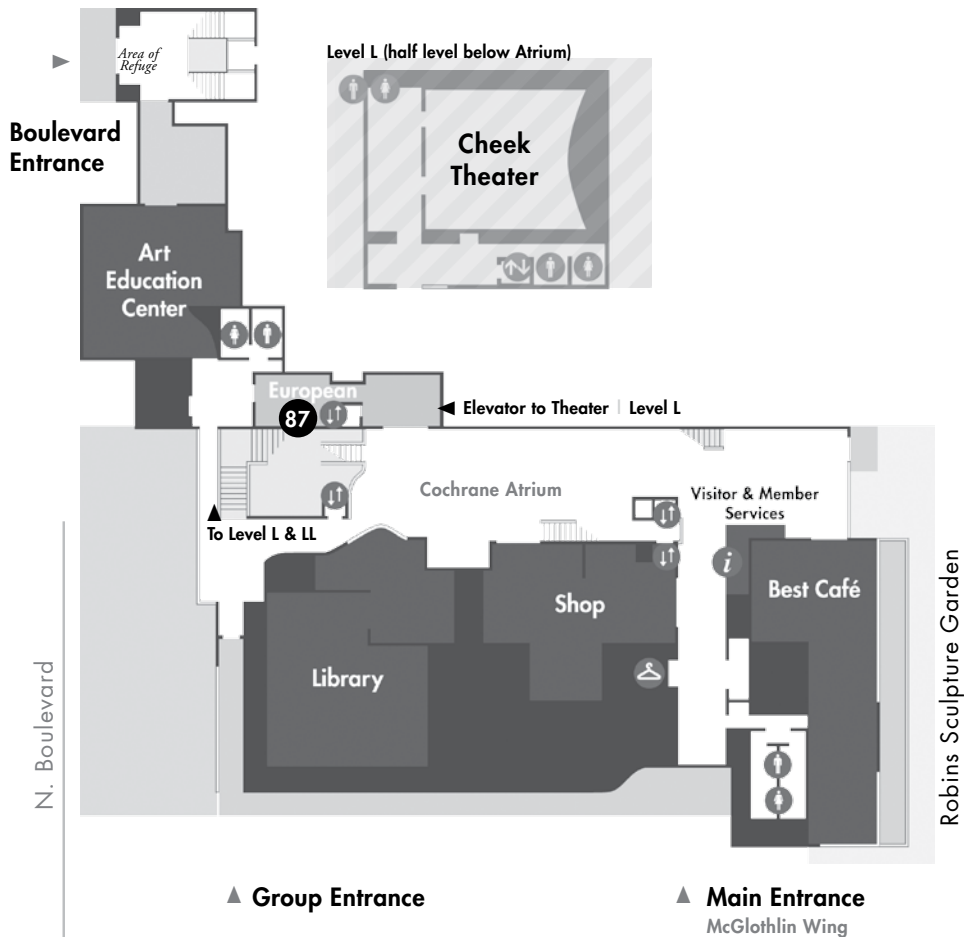 Area of
Refuge
Level L (half level below Atrium)
Boulevard
Entrance
Cheek
Theater
Art
Education
Center
European
87
Elevator to Theater | Level L
Cochrane Atrium
Visitor & Member
Services
To Level L & LL
i
Best Café
Shop
Library
N. Boulevard
Robins Sculpture Garden
Group Entrance
Main Entrance
McGlothlin Wing